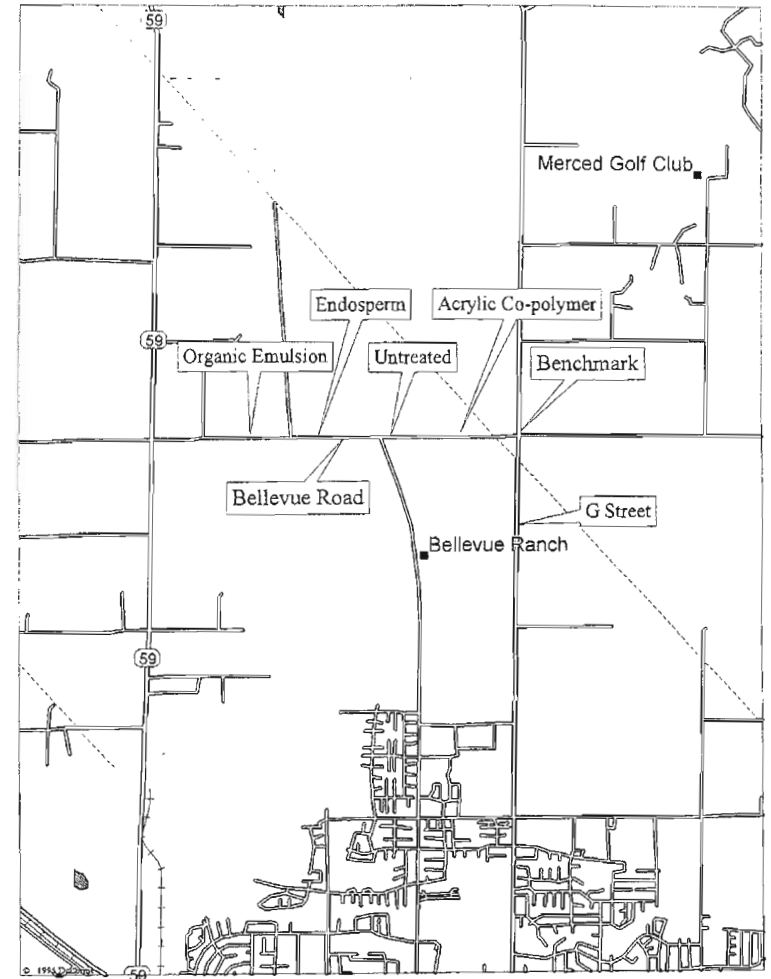 59
Merced Golf Club
Endosperm
Acrylic Co-polymer
59
Organic Emulsion
Untreated
Benchmark
Bellevue Road
G Street
Bellevue Ranch
59
59